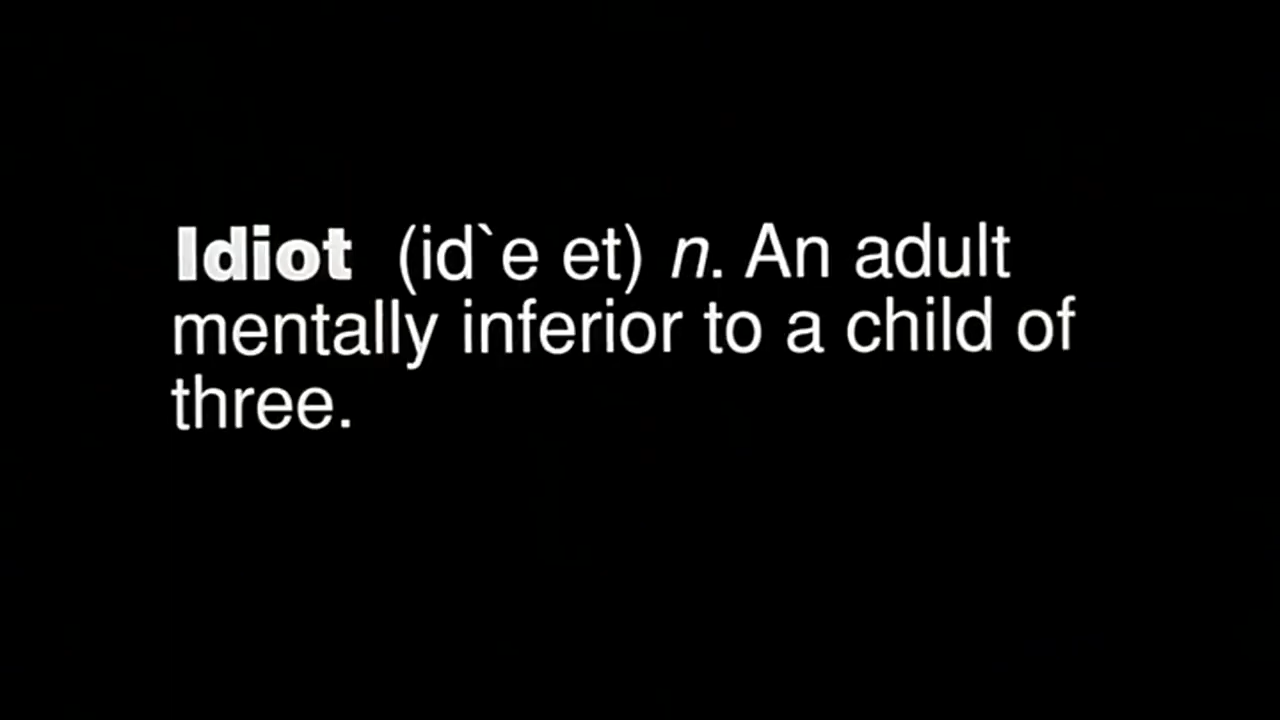 Idiot (id`e et) n. An adult
mentally inferior to a child of
three.